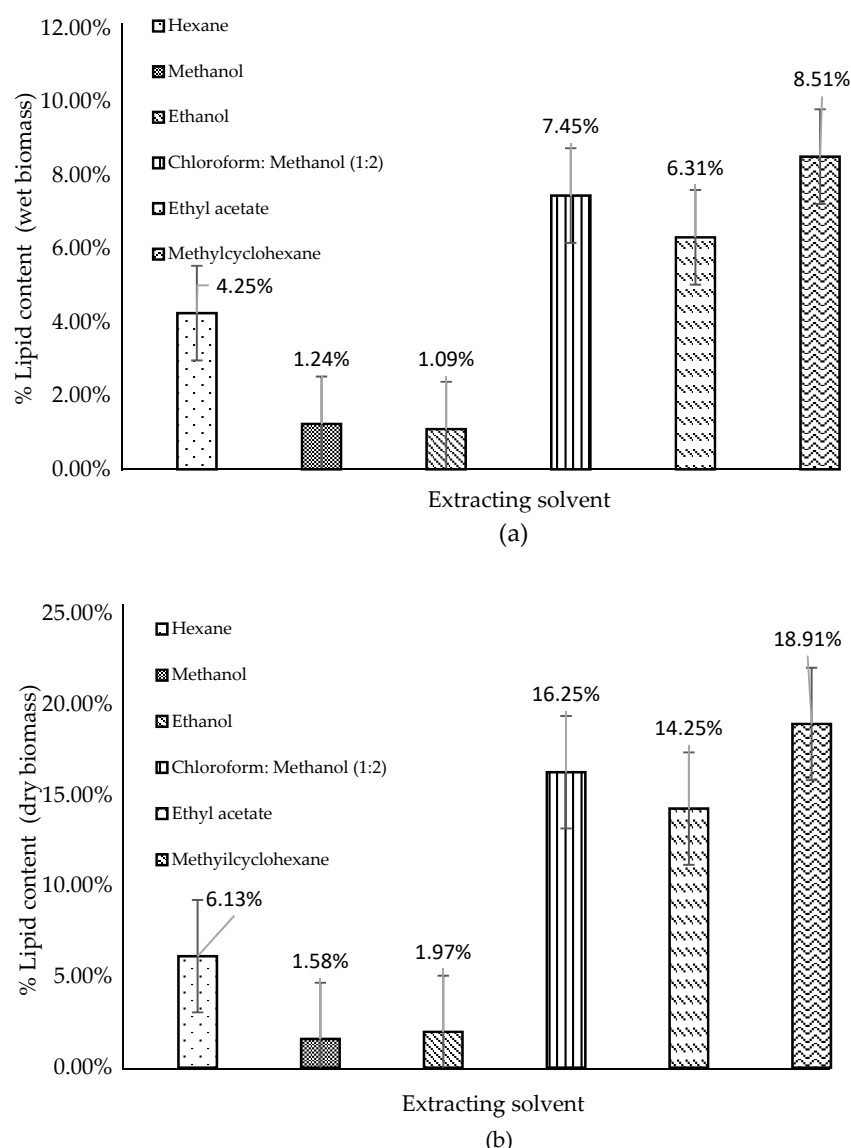 12.00%
10.00%
8.00%
6.00%
4.00%
2.00%
0.00%
% Lipid content (wet biomass)
Hexane
Methanol
Ethanol
Chloroform: Methanol (1:2)
Ethyl acetate
Methylcyclohexane
4.25%
1.24%
1.09%
7.45%
6.31%
8.51%
Extracting solvent
(a)
25.00%
20.00%
15.00%
10.00%
5.00%
0.00%
% Lipid content (dry biomass)
Hexane
Methanol
Ethanol
Chloroform: Methanol (1:2)
Ethyl acetate
Methyilcyclohexane
6.13%
1.58%
1.97%
16.25%
14.25%
18.91%
Extracting solvent
(b)